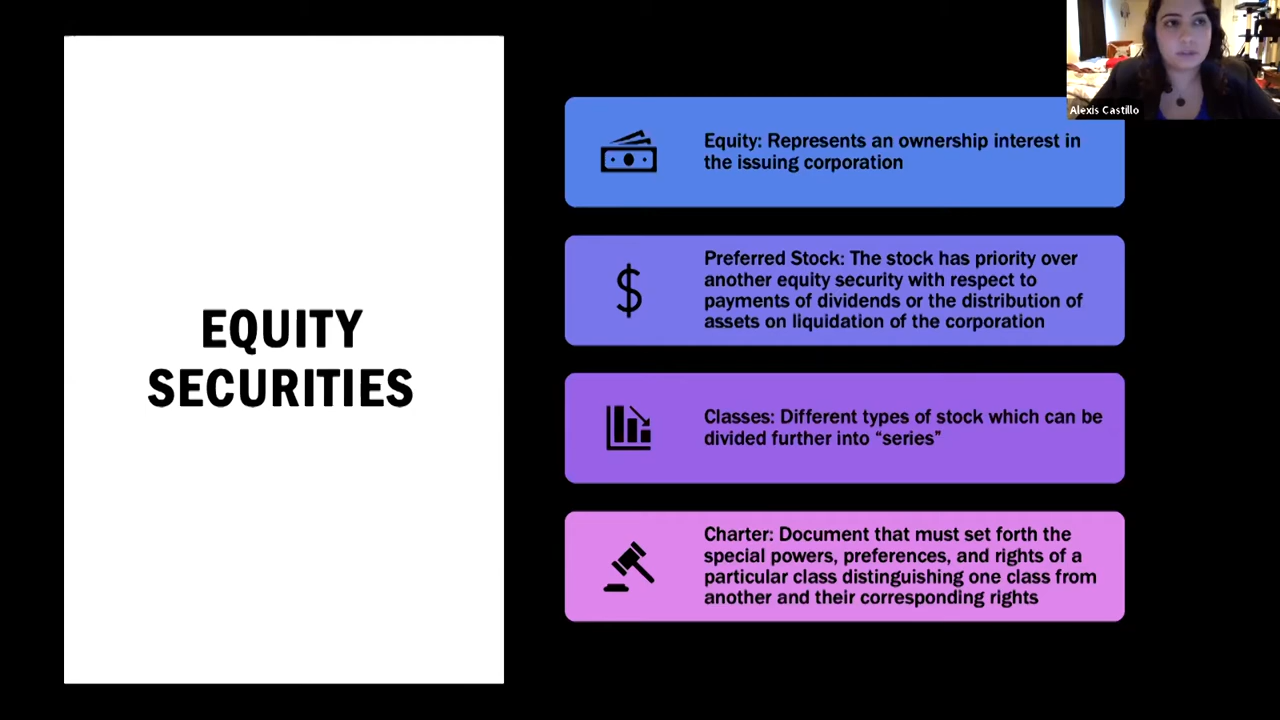 EQUITY
SECURITIES
Alexis Castillo
Equity: Represents an ownership interest in
the issuing corporation
Preferred Stock: The stock has priority over
another equity security with respect to
payments of dividends or the distribution of
assets on liquidation of the corporation
Classes: Different types of stock which can be
divided further into “series”
Charter: Document that must set forth the
special powers, preferences, and rights of a
particular class distinguishing one class from
another and their corresponding rights